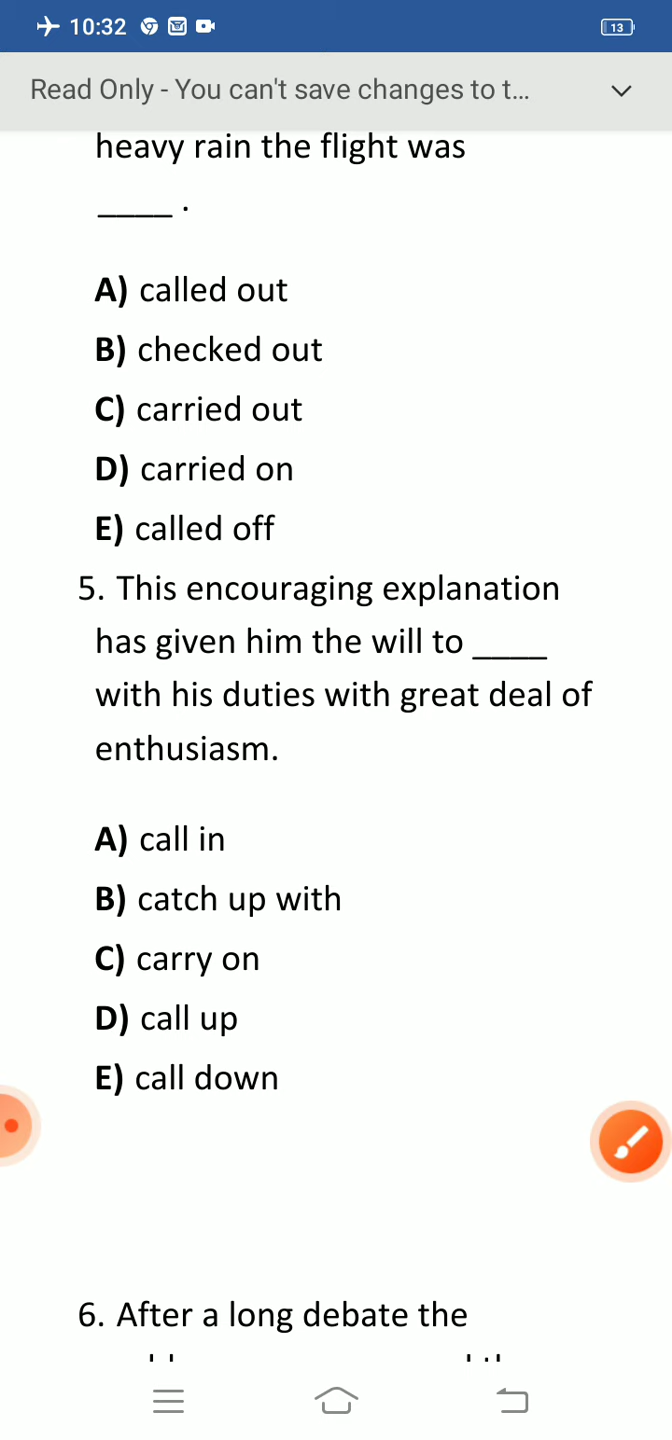 10:32
13
Read Only - You can't save changes to t...
heavy rain the flight was
____ .
A) called out
B) checked out
C) carried out
D) carried on
E) called off
5. This encouraging explanation
has given him the will to ____
with his duties with great deal of
enthusiasm.
A) call in
B) catch up with
C) carry on
D) call up
E) call down
6. After a long debate the